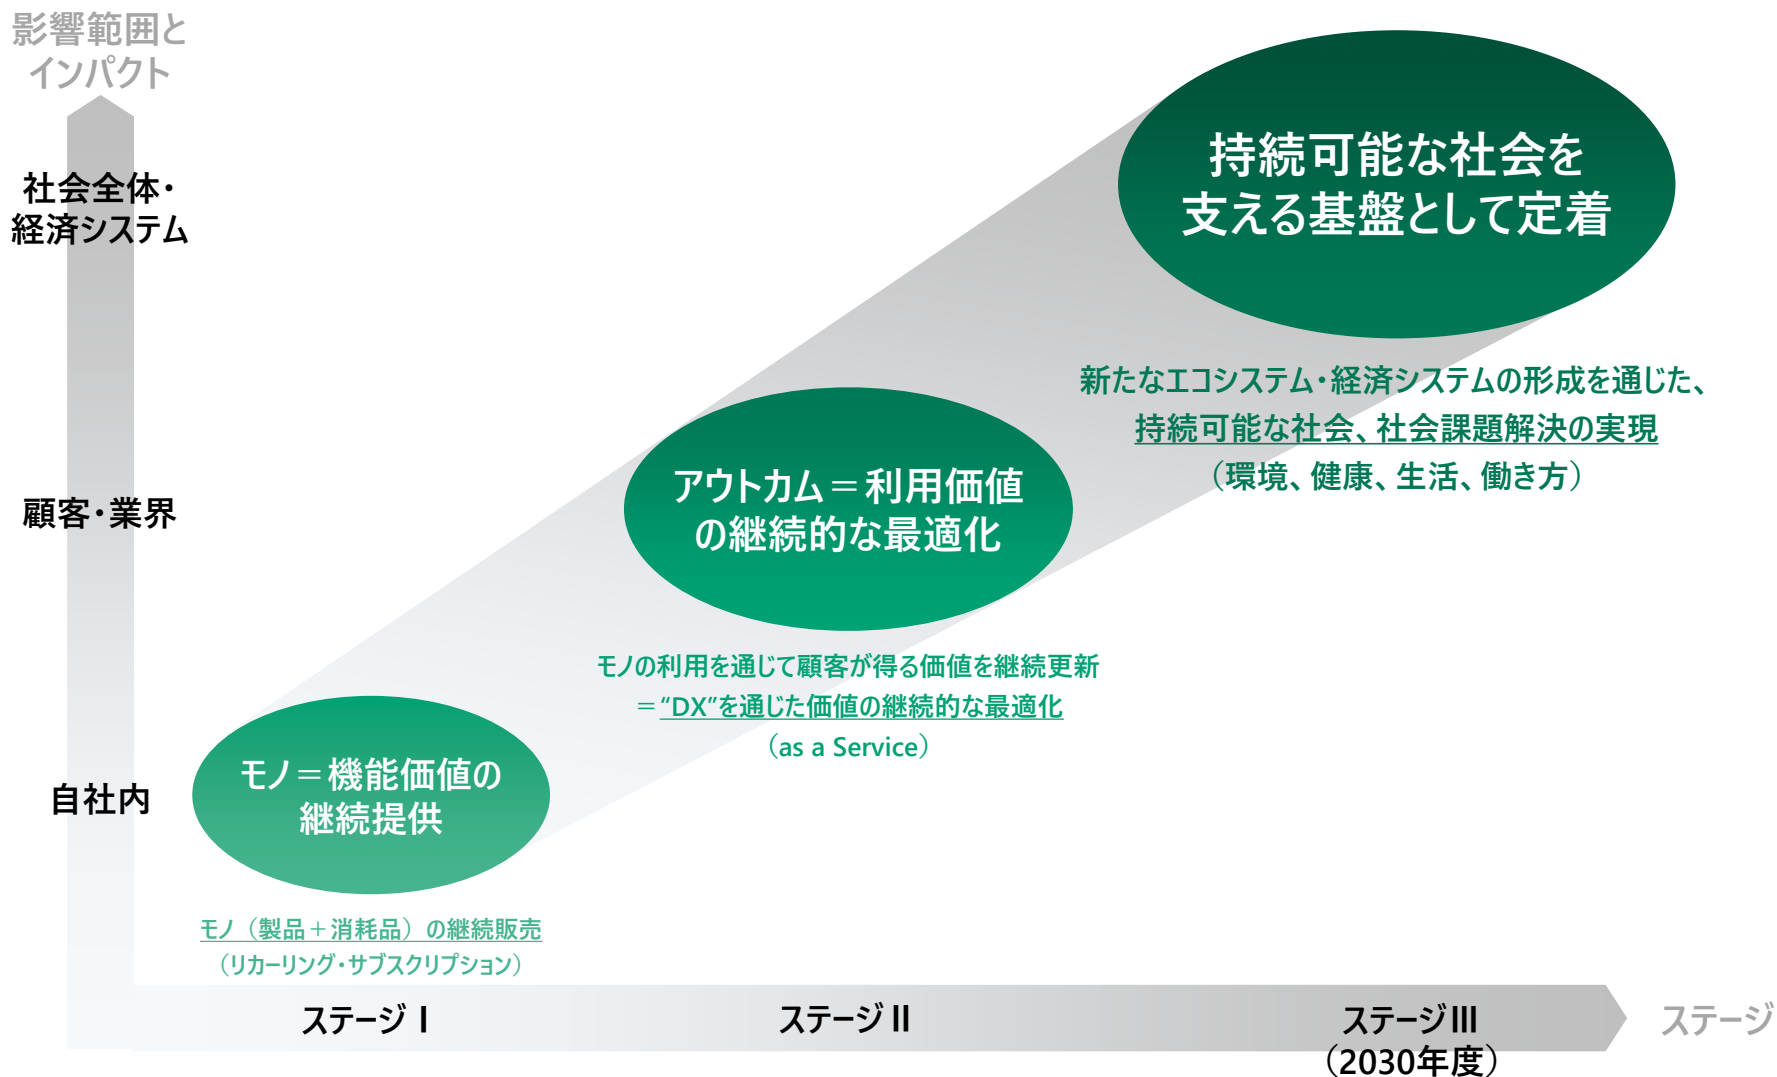 影響範囲と
インパクト
社会全体・
経済システム
顧客・業界
自社内
持続可能な社会を
支える基盤として定着
新たなエコシステム・経済システムの形成を通じた、
持続可能な社会、社会課題解決の実現
（環境、健康、生活、働き方）
アウトカム＝利用価値
の継続的な最適化
モノの利用を通じて顧客が得る価値を継続更新
＝“DX”を通じた価値の継続的な最適化
（as a Service）
モノ＝機能価値の
継続提供
モノ（製品＋消耗品）の継続販売
（リカーリング・サブスクリプション）
ステージ I
ステージ II
ステージIII
（2030年度）
ステージ